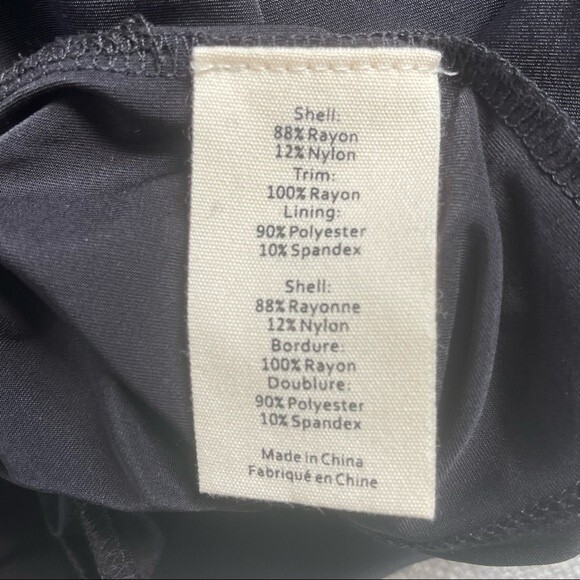 Shell:
88% Rayon
12% Nylon
Trim:
100% Rayon
Lining:
90% Polyester
10% Spandex
Shell:
88% Rayonne
12% Nylon
Bordure:
100% Rayon
Doublure:
90% Polyester
10% Spandex
Made in China
Fabriqué en Chine